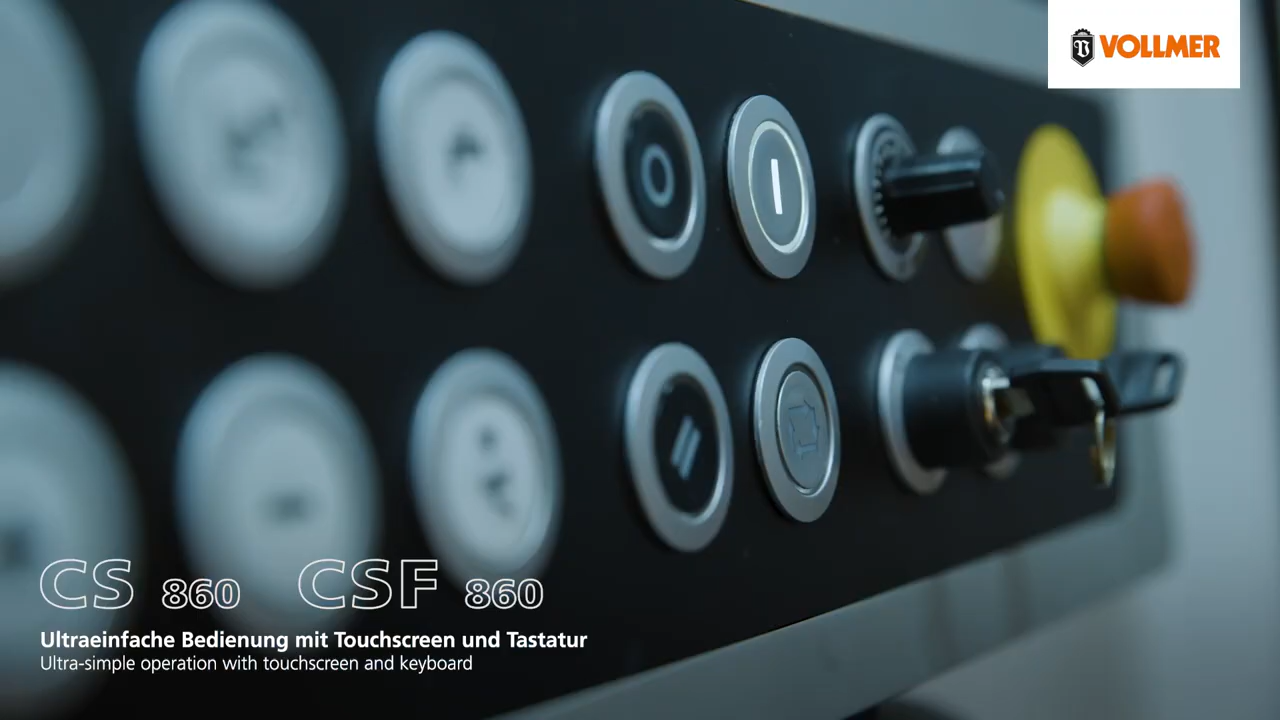 VOLLMER
CS 860 CSF 860
Ultraeinfache Bedienung mit Touchscreen und Tastatur
Ultra-simple operation with touchscreen and keyboard